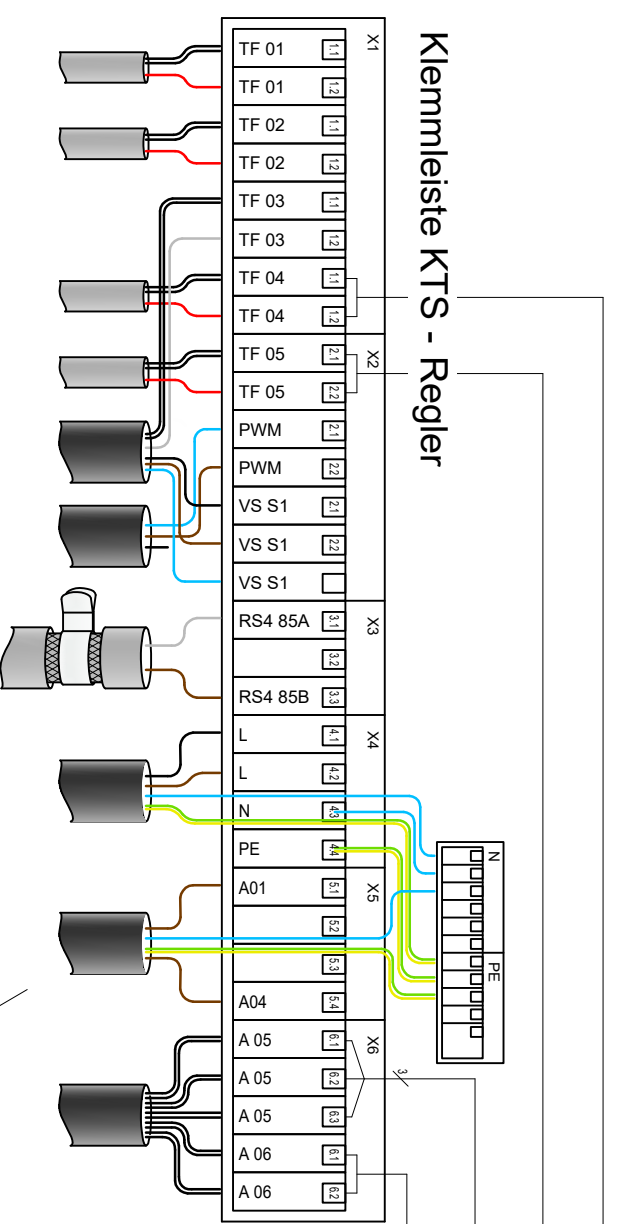 Klemmleiste KTS - Regler
X1
TF 01 1.1
TF 01 1.2
TF 02 1.1
TF 02 1.2
TF 03 1.1
TF 03 1.2
TF 04 1.1
TF 04 1.2
X2
TF 05 2.1
TF 05 2.2
PWM 2.1
PWM 2.2
VS S1 2.1
VS S1 2.2
VS S1
X3
RS4 85A 3.1
3.2
RS4 85B 3.3
X4
L 4.1
L 4.2
N 4.3
PE 4.4
N
PE
X5
A01 5.1
5.2
5.3
A04 5.4
X6
A 05 6.1
A 05 6.2
A 05 6.3
A 06 6.1
A 06 6.2
3